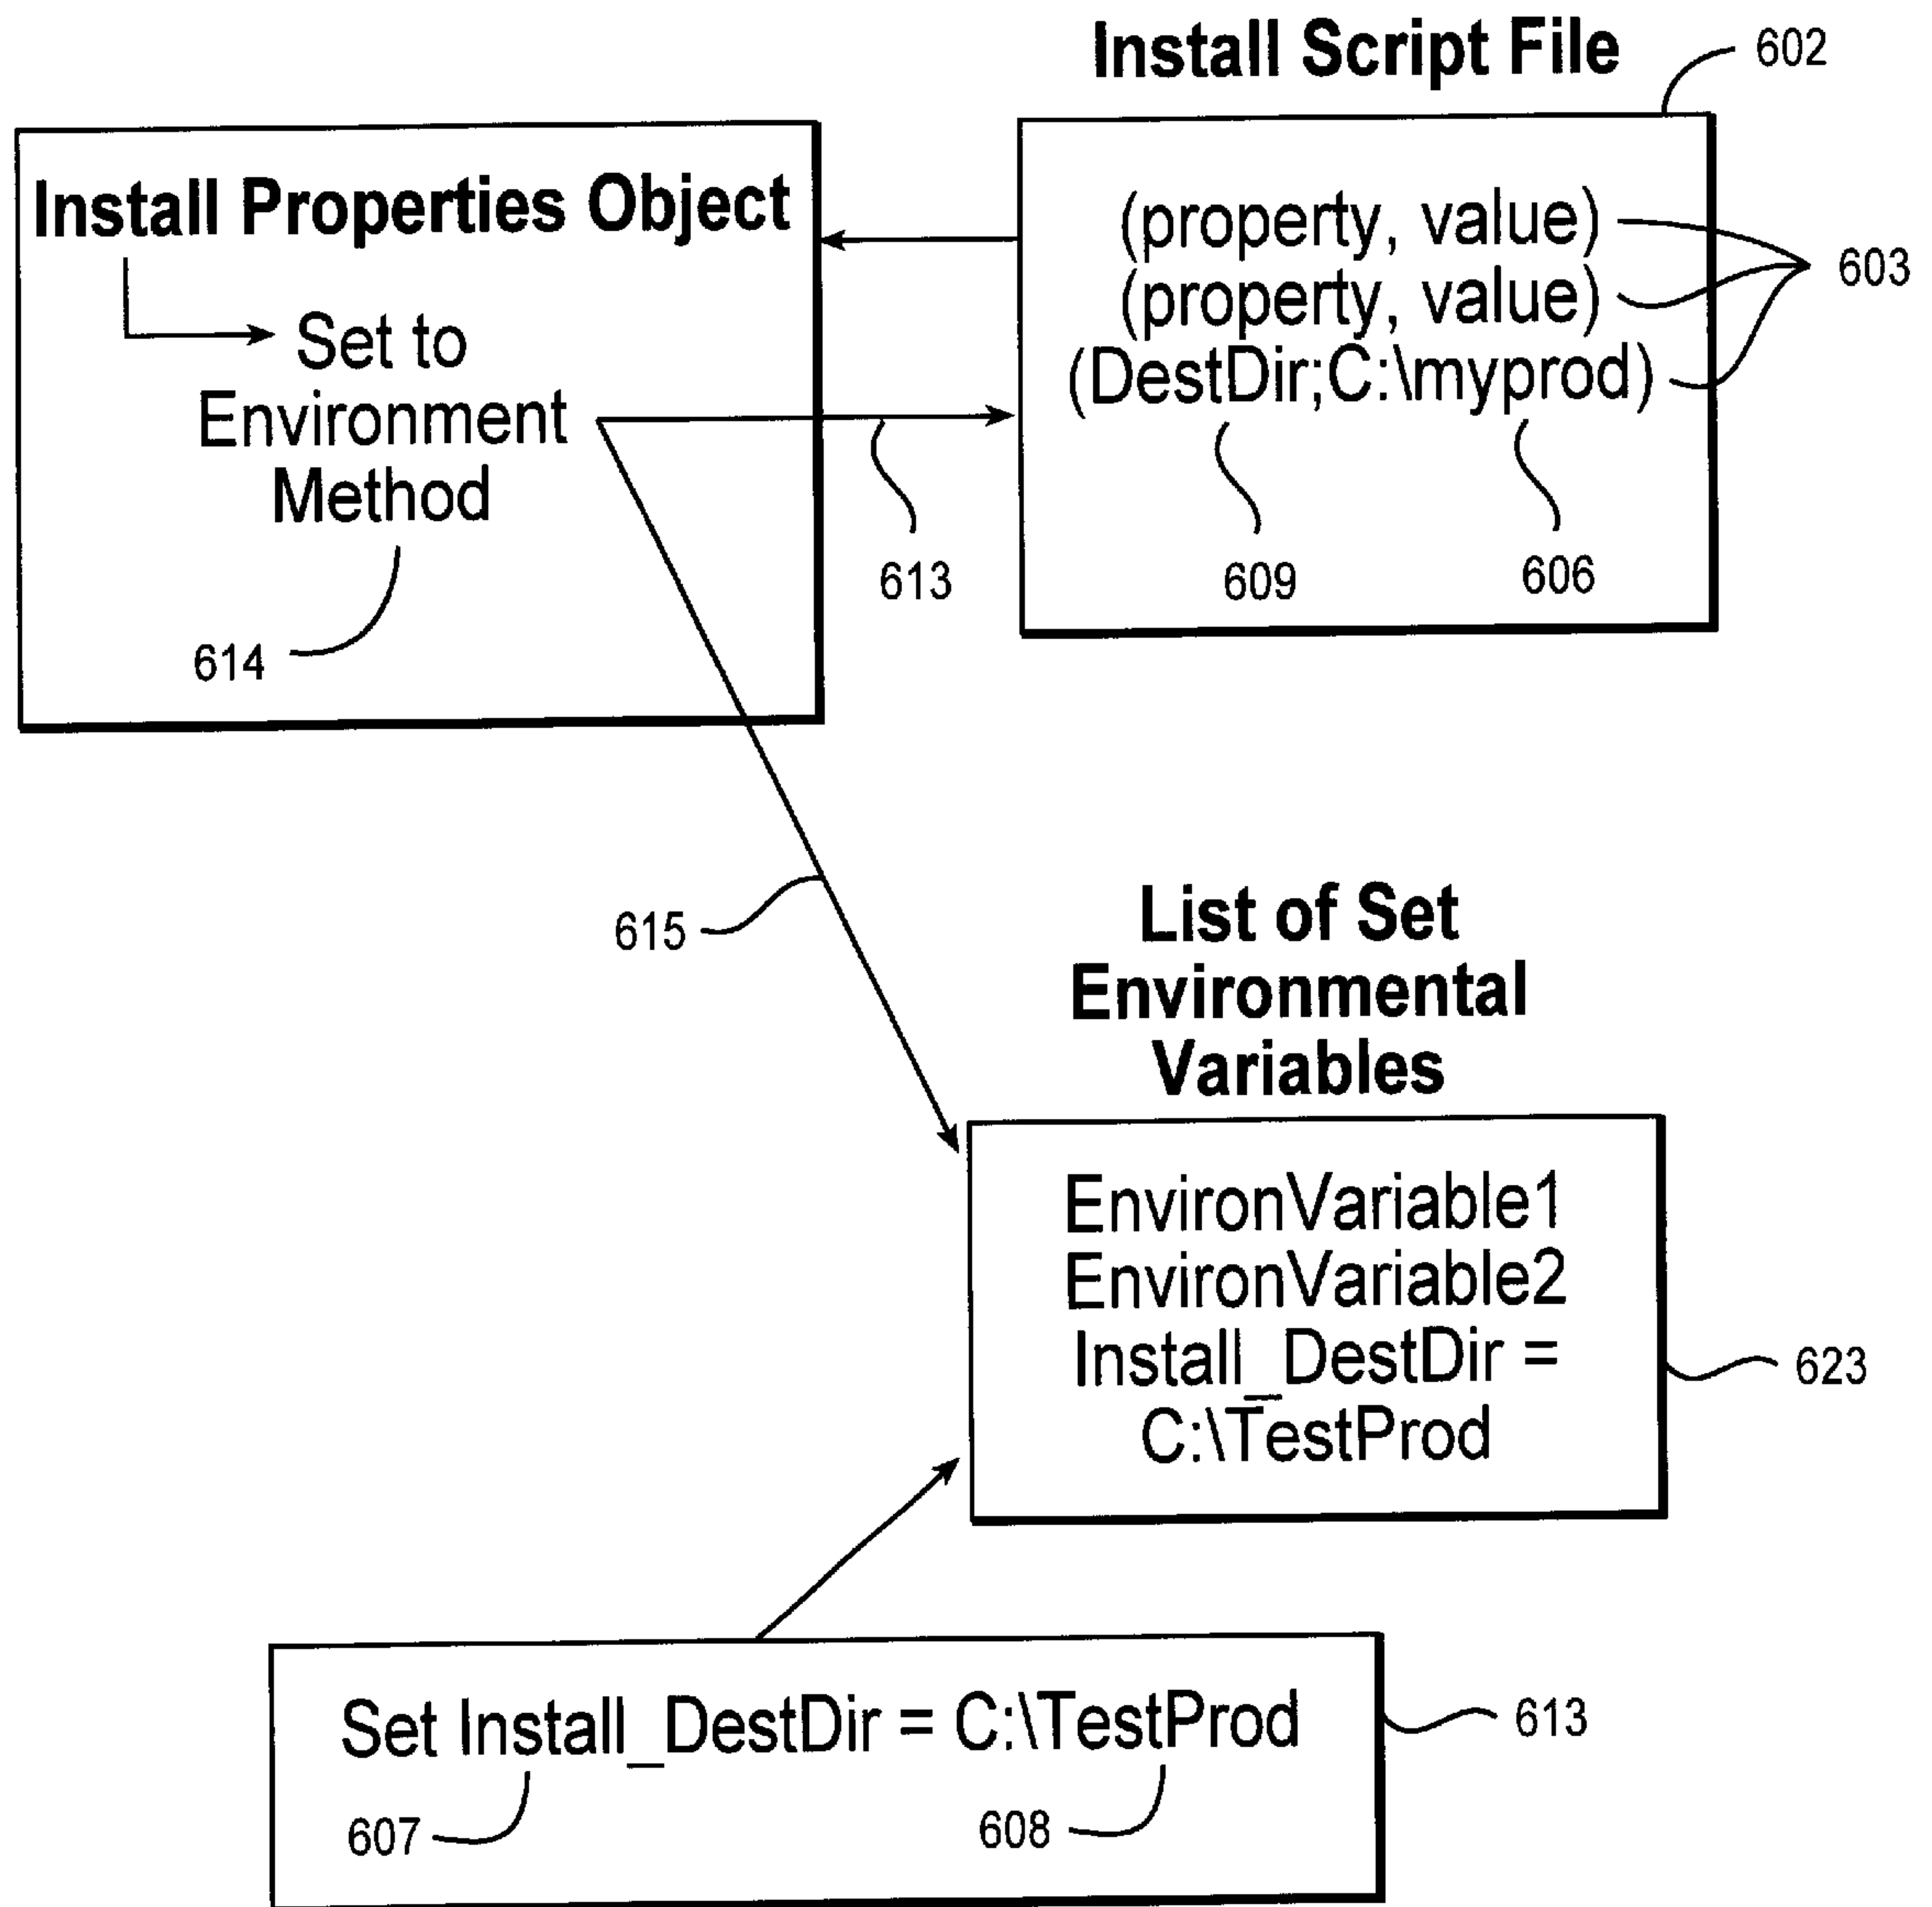 Install Script File
602
Install Properties Object
Set to
Environment
Method
614
(property, value)
(property, value)
(DestDir;C:\myprod)
603
613
609
606
615
List of Set
Environmental
Variables
EnvironVariable1
EnvironVariable2
Install_DestDir =
C:\TestProd
623
Set Install_DestDir = C:\TestProd
613
607
608